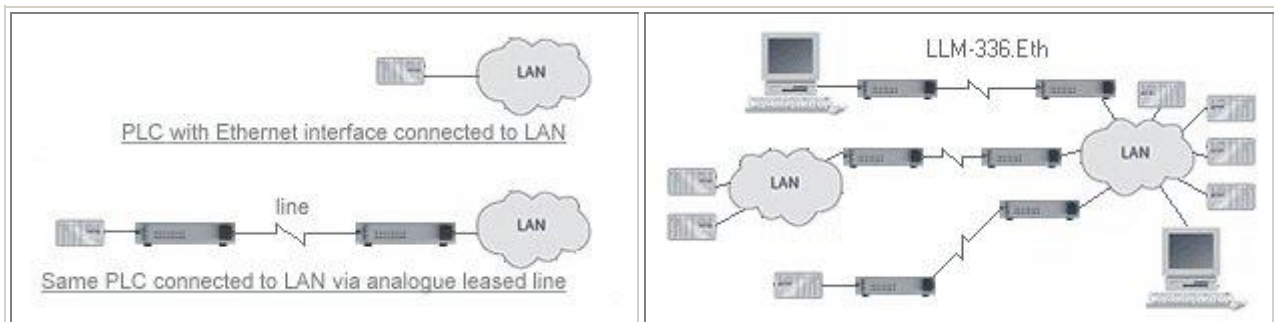 LAN
PLC with Ethernet interface connected to LAN
line
LAN
Same PLC connected to LAN via analogue leased line
LLM-336.Eth
LAN
LAN